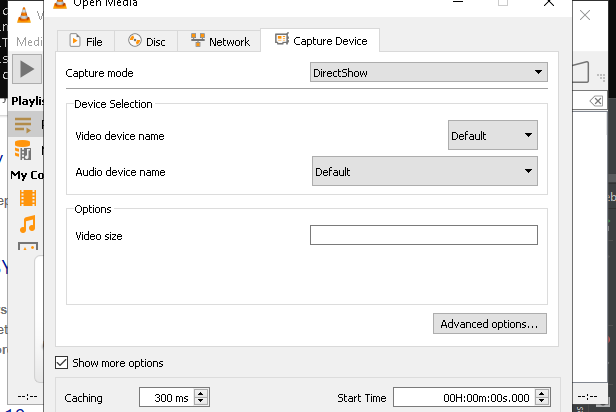 Open Media
V
Medi
File
Disc
Network
Capture Device
Capture mode
DirectShow
Playlis
Device Selection
Video device name
Default
Audio device name
Default
My Co
Options
Video size
Advanced options...
Show more options
--:--
Caching
300 ms
Start Time
00H:00m:00s.000
--:--